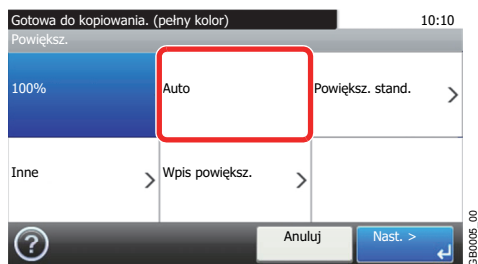 Gotowa do kopiowania. (pełny kolor) 10:10
Powiększ.
100% Auto Powiększ. stand.
Inne Wpis powiększ.
? Anuluj Nast. >
GB0005_00